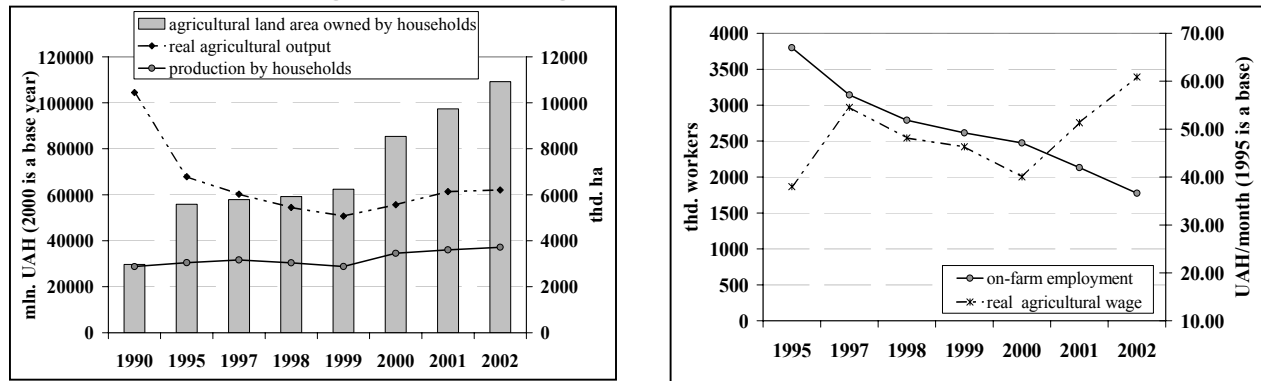 agricultural land area owned by households
real agricultural output
production by households
mln. UAH (2000 is a base year)
120000
100000
80000
60000
40000
20000
0
12000
10000
8000
6000
4000
2000
0
thd. ha
1990 1995 1997 1998 1999 2000 2001 2002
thd. workers
4000
3500
3000
2500
2000
1500
1000
500
0
70.00
60.00
50.00
40.00
30.00
20.00
10.00
UAH/month (1995 is a base)
on-farm employment
real agricultural wage
1995 1997 1998 1999 2000 2001 2002